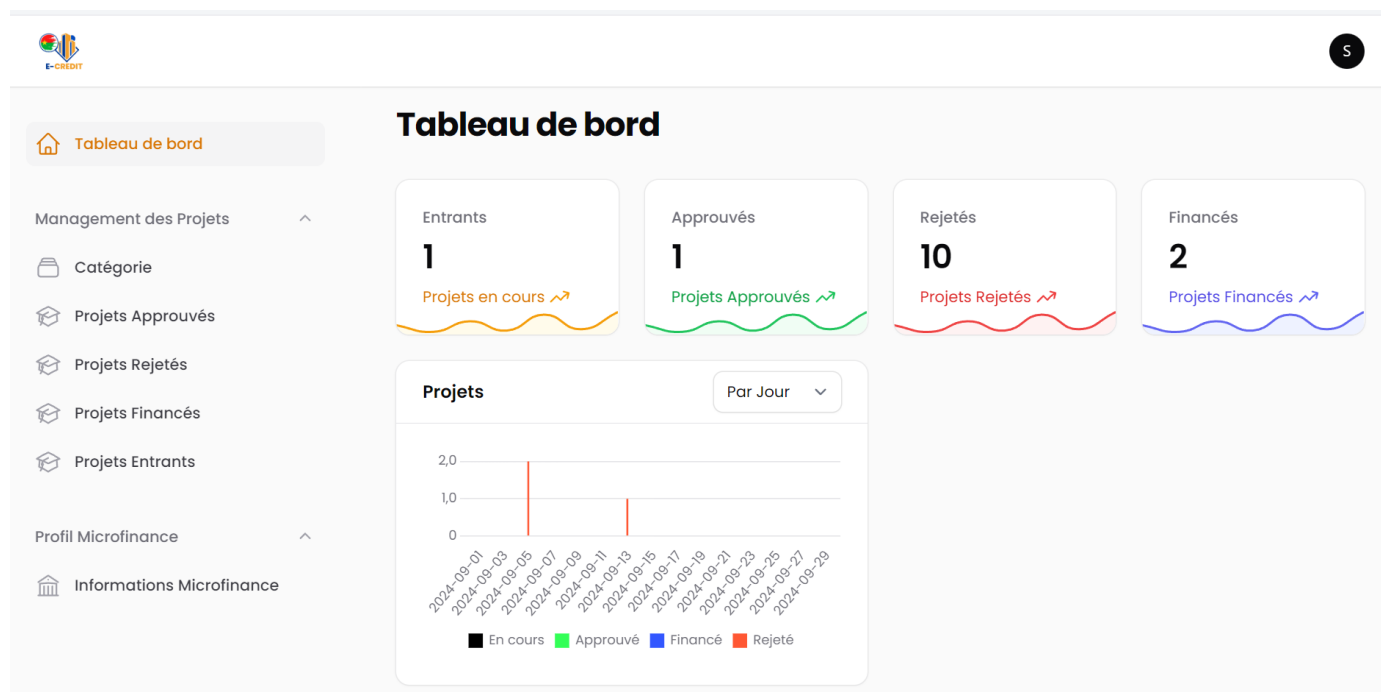 E-CREDIT
S
Tableau de bord
Management des Projets
Catégorie
Projets Approuvés
Projets Rejetés
Projets Financés
Projets Entrants
Profil Microfinance
Informations Microfinance
Tableau de bord
Entrants
1
Projets en cours
Approuvés
1
Projets Approuvés
Rejetés
10
Projets Rejetés
Financés
2
Projets Financés
Projets
Par Jour
2,0
1,0
0
2024-09-01
2024-09-03
2024-09-05
2024-09-07
2024-09-09
2024-09-11
2024-09-13
2024-09-15
2024-09-17
2024-09-19
2024-09-21
2024-09-23
2024-09-25
2024-09-27
2024-09-29
En cours
Approuvé
Financé
Rejeté